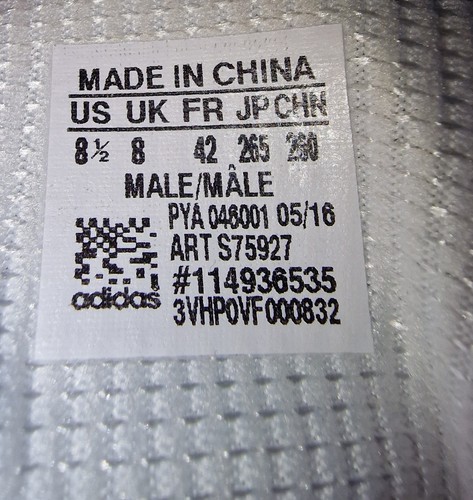 MADE IN CHINA
US UK FR JP CHN
8½ 8 42 265 260
MALE/MÂLE
PYA 046001 05/16
ART S75927
#114936535
adidas
3VHP0VF000832